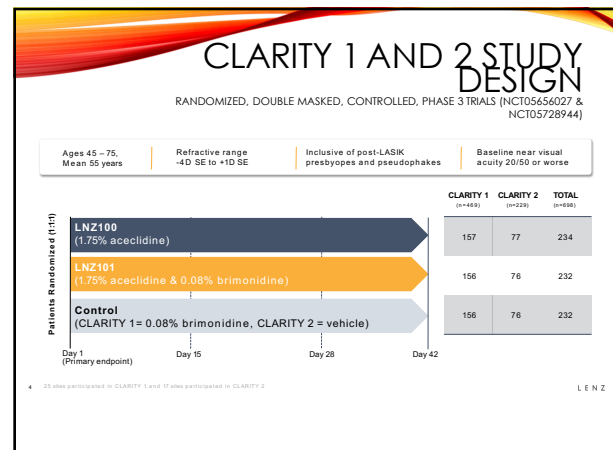 CLARITY 1 AND 2 STUDY
DESIGN
RANDOMIZED, DOUBLE MASKED, CONTROLLED, PHASE 3 TRIALS (NCT05656027 &
NCT05728944)
Ages 45 – 75,
Mean 55 years
Refractive range
-4D SE to +1D SE
Inclusive of post-LASIK
presbyopes and pseudophakes
Baseline near visual
acuity 20/50 or worse
CLARITY 1 CLARITY 2 TOTAL
(n=469) (n=229) (n=698)
Patients Randomized (1:1:1)
LNZ100
(1.75% aceclidine)
157 77 234
LNZ101
(1.75% aceclidine & 0.08% brimonidine)
156 76 232
Control
(CLARITY 1= 0.08% brimonidine, CLARITY 2 = vehicle)
156 76 232
Day 1
(Primary endpoint)
Day 15
Day 28
Day 42
4 25 sites participated in CLARITY 1, and 17 sites participated in CLARITY 2
LENZ